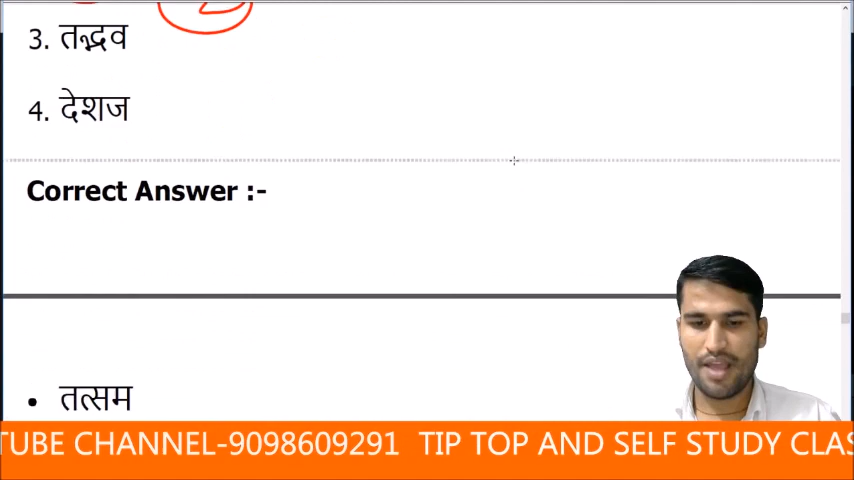 3. तद्भव
4. देशज
Correct Answer :-
• तत्सम
TUBE CHANNEL-9098609291 TIP TOP AND SELF STUDY CLAS